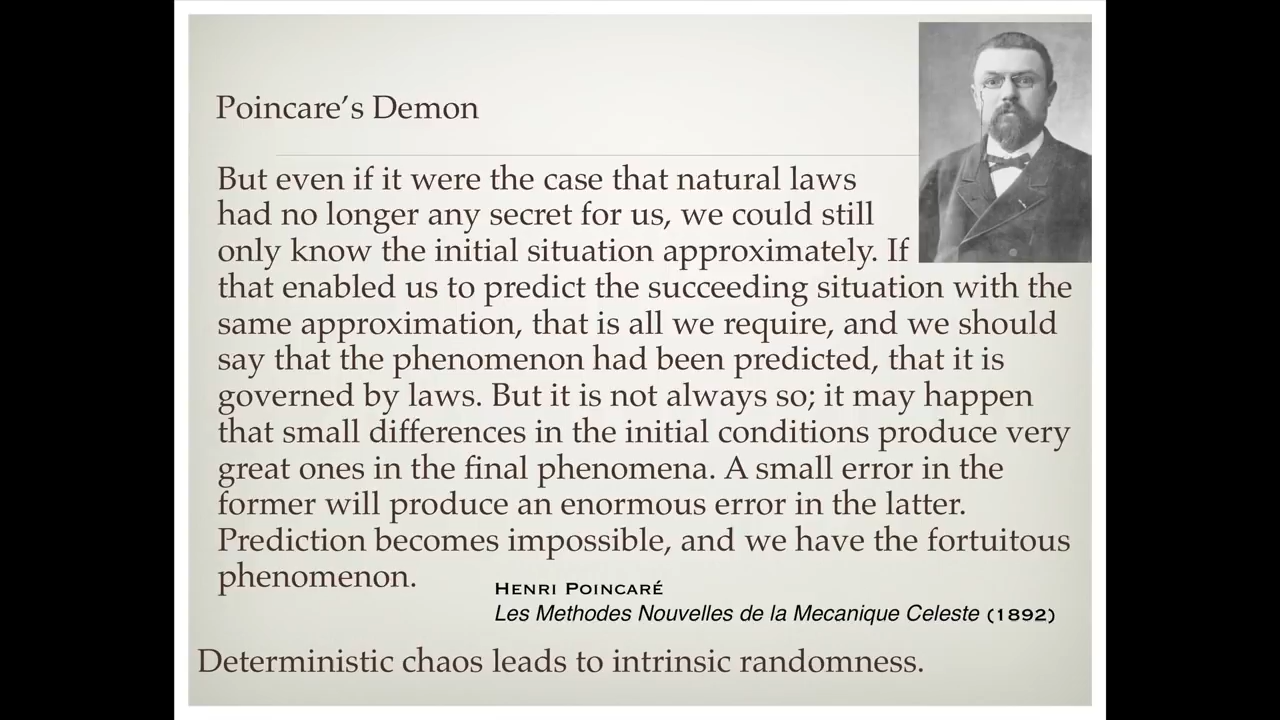 Poincare’s Demon
But even if it were the case that natural laws
had no longer any secret for us, we could still
only know the initial situation approximately. If
that enabled us to predict the succeeding situation with the
same approximation, that is all we require, and we should
say that the phenomenon had been predicted, that it is
governed by laws. But it is not always so; it may happen
that small differences in the initial conditions produce very
great ones in the final phenomena. A small error in the
former will produce an enormous error in the latter.
Prediction becomes impossible, and we have the fortuitous
phenomenon.
Henri Poincaré
Les Methodes Nouvelles de la Mecanique Celeste (1892)
Deterministic chaos leads to intrinsic randomness.